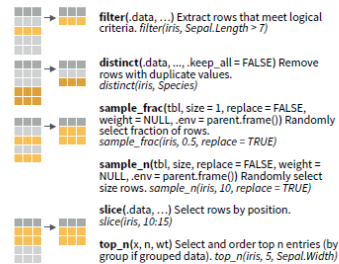 filter(.data, …) Extract rows that meet logical
criteria. filter(iris, Sepal.Length > 7)
distinct(.data, ..., .keep_all = FALSE) Remove
rows with duplicate values.
distinct(iris, Species)
sample_frac(tbl, size = 1, replace = FALSE,
weight = NULL, .env = parent.frame()) Randomly
select fraction of rows.
sample_frac(iris, 0.5, replace = TRUE)
sample_n(tbl, size, replace = FALSE, weight =
NULL, .env = parent.frame()) Randomly select
size rows. sample_n(iris, 10, replace = TRUE)
slice(.data, …) Select rows by position.
slice(iris, 10:15)
top_n(x, n, wt) Select and order top n entries (by
group if grouped data). top_n(iris, 5, Sepal.Width)